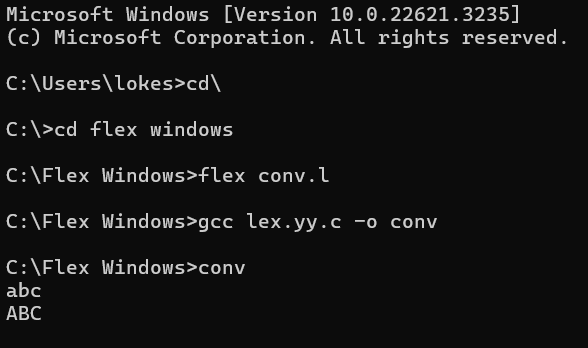 Microsoft Windows [Version 10.0.22621.3235]
(c) Microsoft Corporation. All rights reserved.
C:\Users\lokes>cd\
C:\>cd flex windows
C:\Flex Windows>flex conv.l
C:\Flex Windows>gcc lex.yy.c -o conv
C:\Flex Windows>conv
abc
ABC